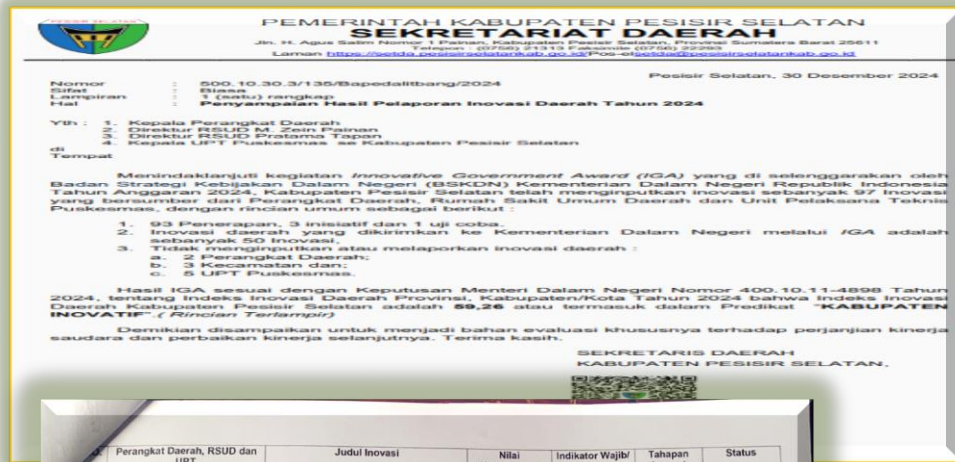 PESISIR SELATAN
PEMERINTAH KABUPATEN PESISIR SELATAN
SEKRETARIAT DAERAH
Jln. H. Agus Salim Nomor 1 Painan, Kabupaten Pesisir Selatan, Provinsi Sumatera Barat 25611
Telepon : (0756) 21313 Faksimile (0756) 22293
Laman https://setda.pesisirselatankab.go.id/Pos-elsetda@pesisirselatankab.go.id
Pesisir Selatan, 30 Desember 2024
Nomor : 500.10.30.3/135/Bapedalitbang/2024
Sifat : Biasa
Lampiran : 1 (satu) rangkap
Hal : Penyampaian Hasil Pelaporan Inovasi Daerah Tahun 2024
Yth : 1. Kepala Perangkat Daerah
2. Direktur RSUD M. Zein Painan
3. Direktur RSUD Pratama Tapan
4. Kepala UPT Puskesmas se Kabupaten Pesisir Selatan
di
Tempat
Menindaklanjuti kegiatan Innovative Government Award (IGA) yang di selenggarakan oleh
Badan Strategi Kebijakan Dalam Negeri (BSKDN) Kementerian Dalam Negeri Republik Indonesia
Tahun Anggaran 2024, Kabupaten Pesisir Selatan telah menginputkan inovasi sebanyak 97 Inovasi
yang bersumber dari Perangkat Daerah, Rumah Sakit Umum Daerah dan Unit Pelaksana Teknis
Puskesmas, dengan rincian umum sebagai berikut :
1. 93 Penerapan, 3 inisiatif dan 1 uji coba.
2. Inovasi daerah yang dikirimkan ke Kementerian Dalam Negeri melalui IGA adalah
sebanyak 50 Inovasi,
3. Tidak menginputkan atau melaporkan inovasi daerah :
a. 2 Perangkat Daerah;
b. 3 Kecamatan dan;
c. 5 UPT Puskesmas.
Hasil IGA sesuai dengan Keputusan Menteri Dalam Negeri Nomor 400.10.11-4898 Tahun
2024, tentang Indeks Inovasi Daerah Provinsi, Kabupaten/Kota Tahun 2024 bahwa Indeks Inovasi
Daerah Kabupaten Pesisir Selatan adalah 59,26 atau termasuk dalam Predikat "KABUPATEN
INOVATIF".( Rincian Terlampir)
Demikian disampaikan untuk menjadi bahan evaluasi khususnya terhadap perjanjian kinerja
saudara dan perbaikan kinerja selanjutnya. Terima kasih.
SEKRETARIS DAERAH
KABUPATEN PESISIR SELATAN,
Perangkat Daerah, RSUD dan Judul Inovasi Nilai Indikator Wajib/ Tahapan Status
UPT